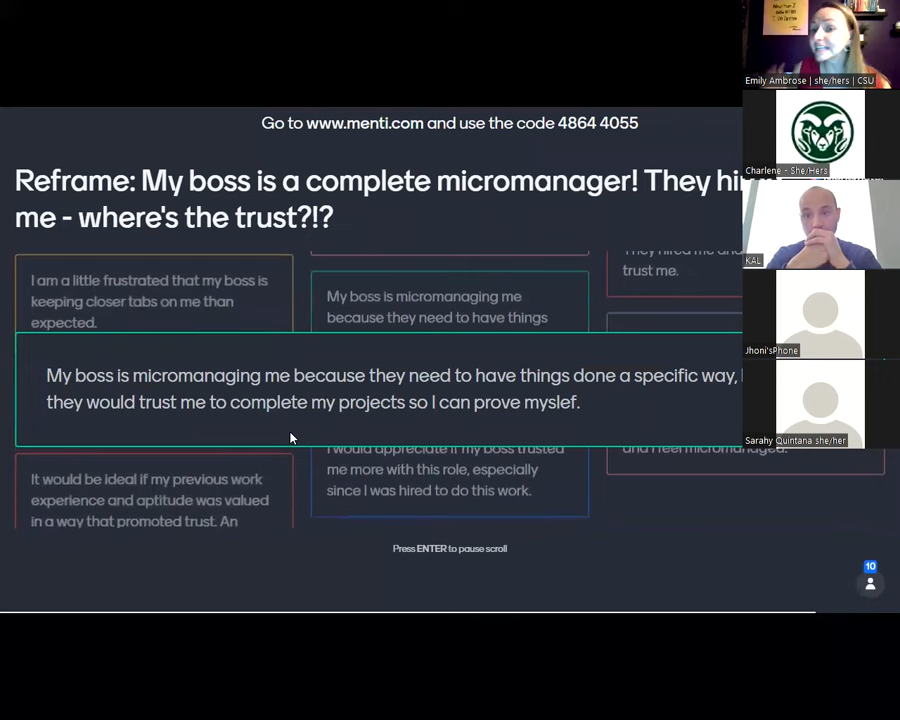 Go to www.menti.com and use the code 4864 4055
Reframe: My boss is a complete micromanager! They
me - where's the trust?!?
I am a little frustrated that my boss is
keeping closer tabs on me than
expected.
My boss is micromanaging me
because they need to have things
They hired me and
trust me.
My boss is micromanaging me because they need to have things done a specific way,
they would trust me to complete my projects so I can prove myslef.
It would be ideal if my previous work
experience and aptitude was valued
in a way that promoted trust. An
I would appreciate if my boss trusted
me more with this role, especially
since I was hired to do this work.
and I feel micromanaged.
Press ENTER to pause scroll
10
Emily Ambrose | she/hers | CSU
Charlene - She/Hers
KAL
Jhoni'sPhone
Sarahy Quintana she/her